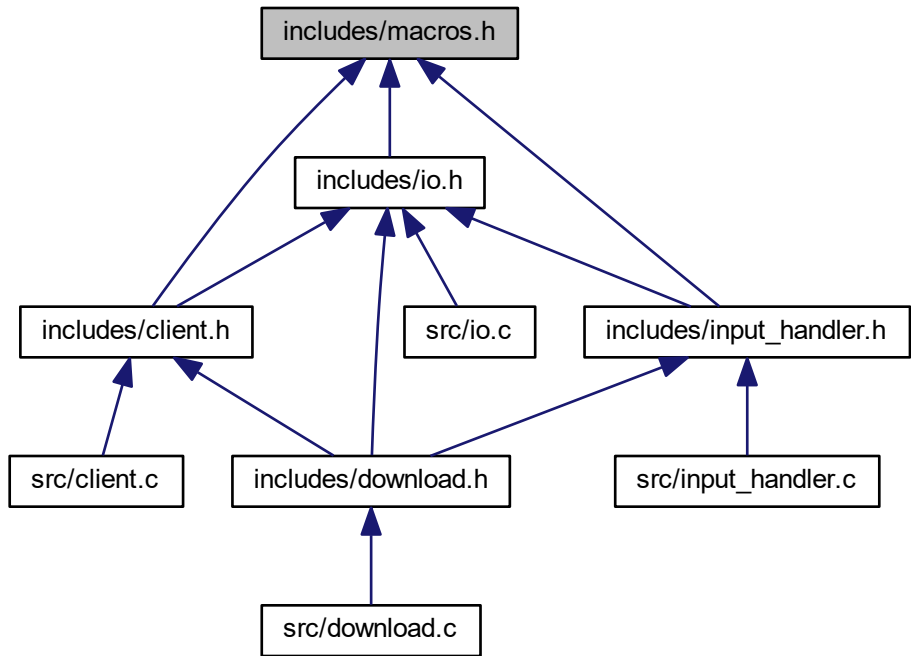 includes/macros.h
includes/io.h
includes/client.h
src/io.c
includes/input_handler.h
src/client.c
includes/download.h
src/input_handler.c
src/download.c